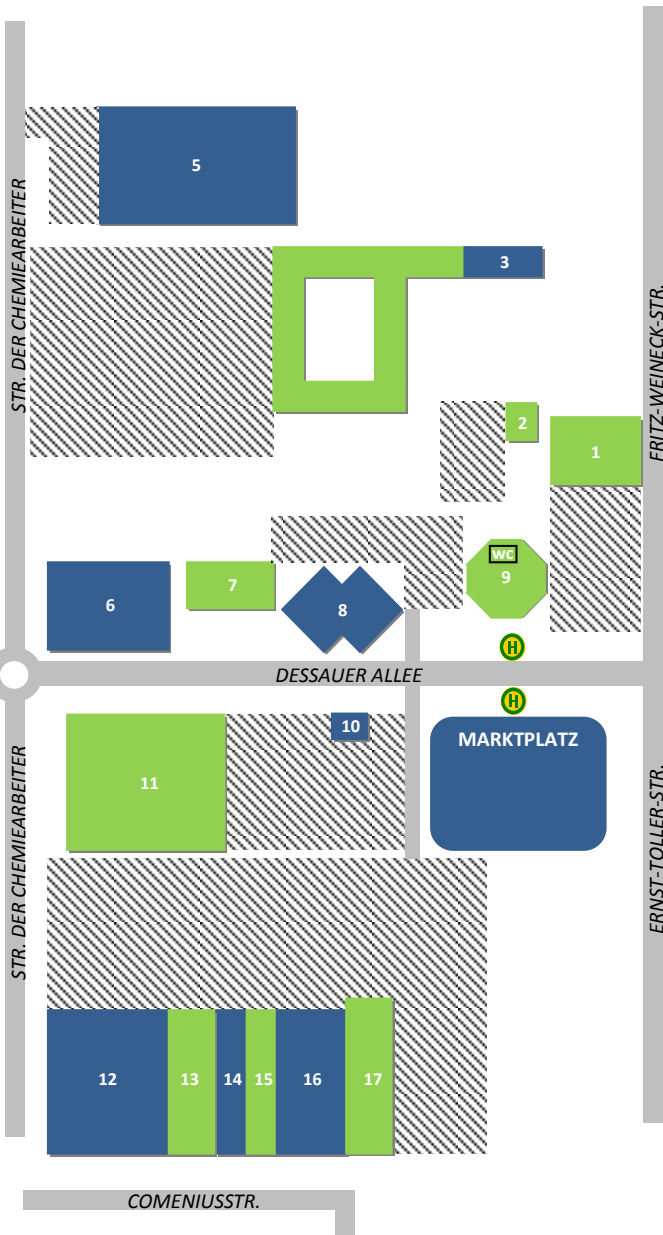 5
STR. DER CHEMIEARBEITER
3
FRITZ-WEINECK-STR.
2
1
WC
9
6
7
8
H
DESSAUER ALLEE
H
10
MARKTPLATZ
11
STR. DER CHEMIEARBEITER
ERNST-TOLLER-STR.
12
13
14
15
16
17
COMENIUSSTR.